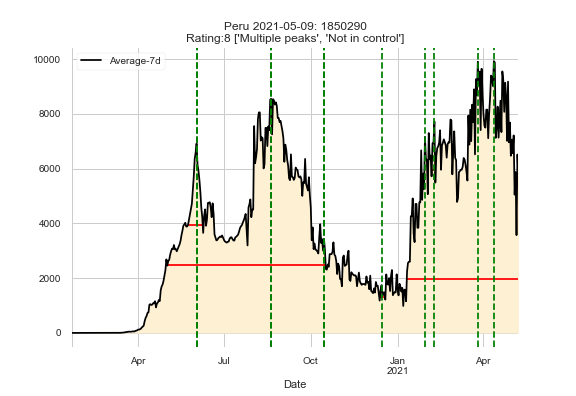 Peru 2021-05-09: 1850290
Rating:8 ['Multiple peaks', 'Not in control']
Average-7d
10000
8000
6000
4000
2000
0
Apr
Jul
Oct
Jan
2021
Apr
Date